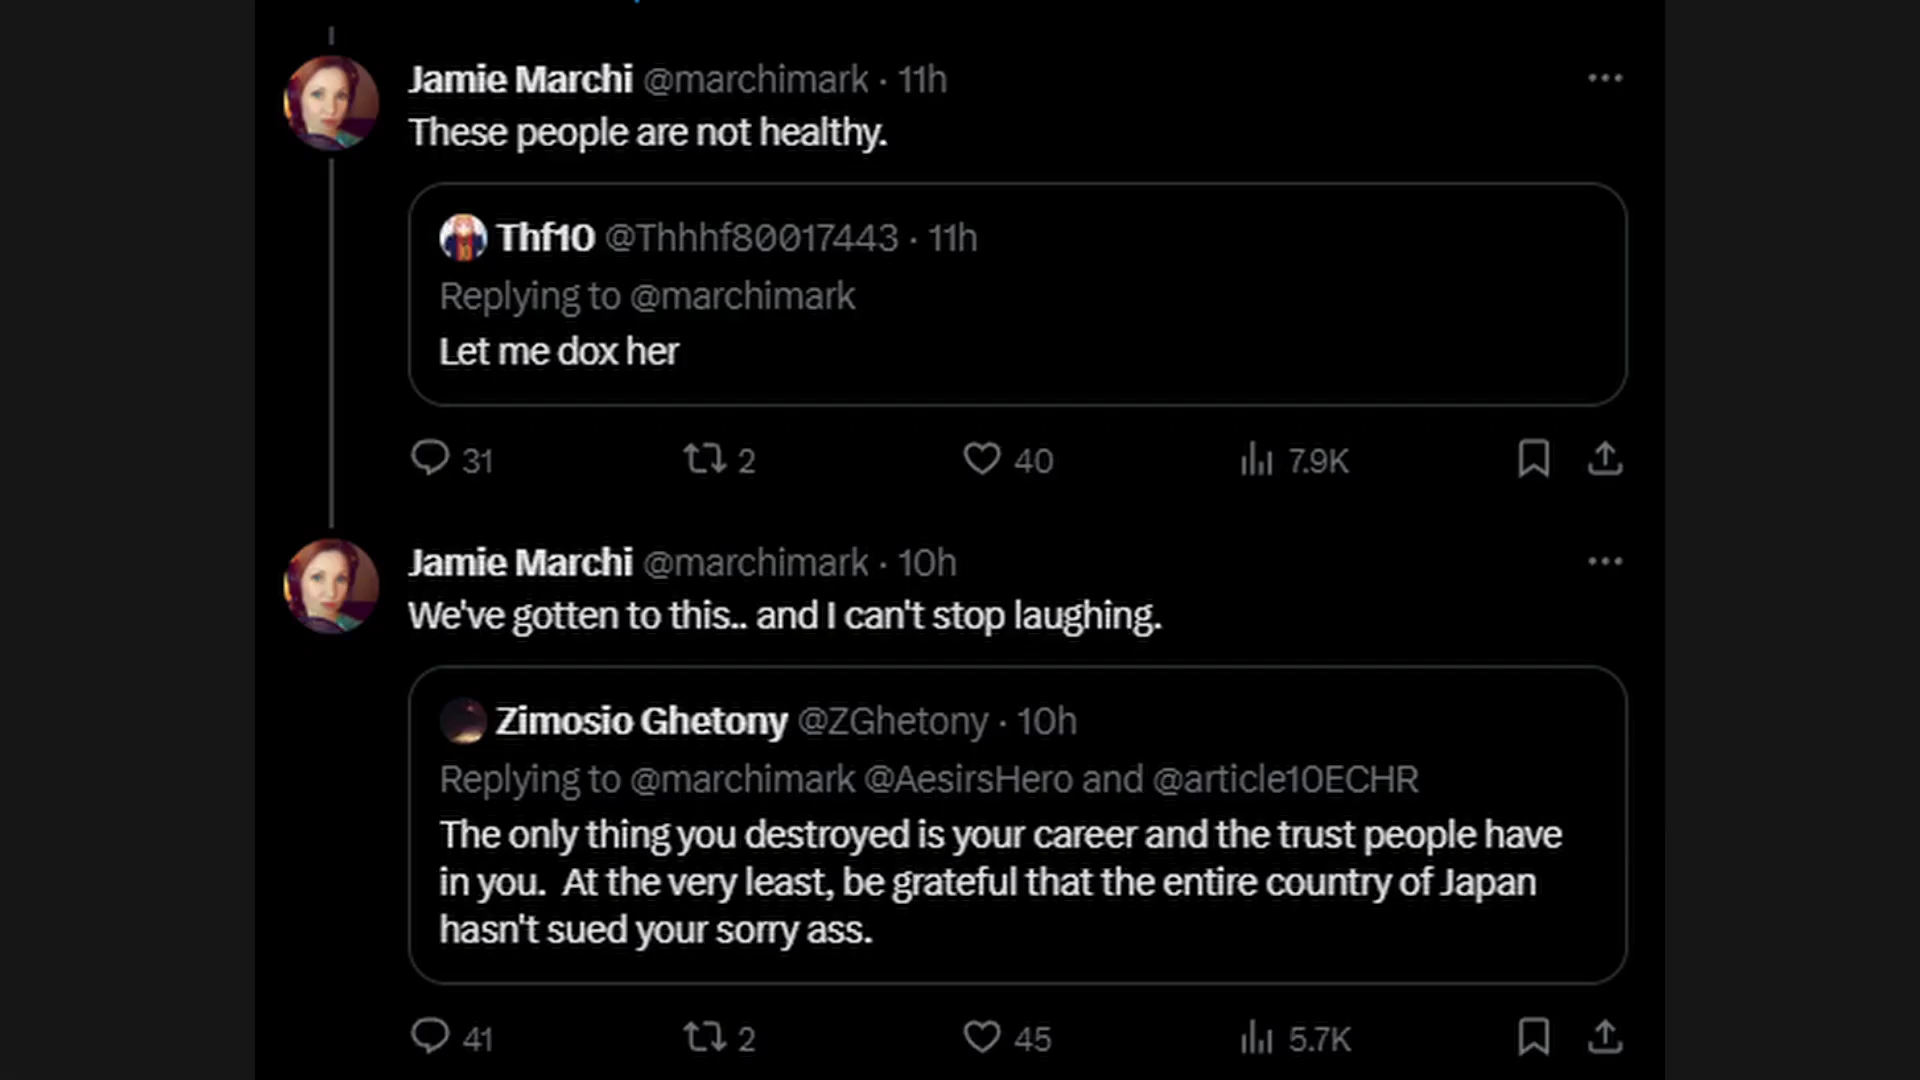 Jamie Marchi @marchimark · 11h
These people are not healthy.
Thf10 @Thhhf80017443 · 11h
Replying to @marchimark
Let me dox her
31 2 40 7.9K
Jamie Marchi @marchimark · 10h
We've gotten to this.. and I can't stop laughing.
Zimosio Ghetony @ZGhetony · 10h
Replying to @marchimark @AesirsHero and @article10ECHR
The only thing you destroyed is your career and the trust people have
in you.  At the very least, be grateful that the entire country of Japan
hasn't sued your sorry ass.
41 2 45 5.7K